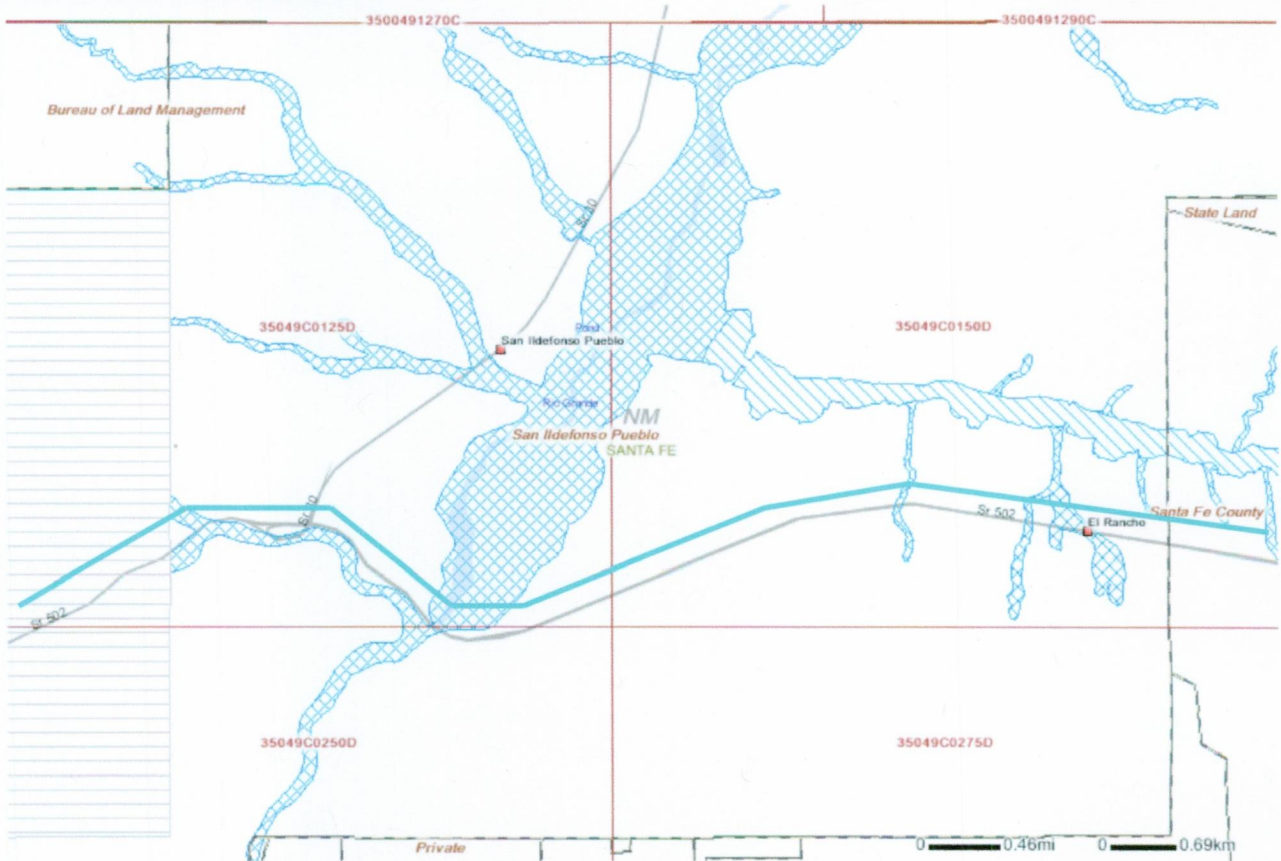 3500491270C
3500491290C
Bureau of Land Management
State Land
Sr 30
35049C0125D
Pond
35049C0150D
San Ildefonso Pueblo
Rio Grande
NM
San Ildefonso Pueblo
SANTA FE
Sr 30
Sr 502
Santa Fe County
El Rancho
Sr 502
35049C0250D
35049C0275D
Private
0 0.46mi
0 0.69km